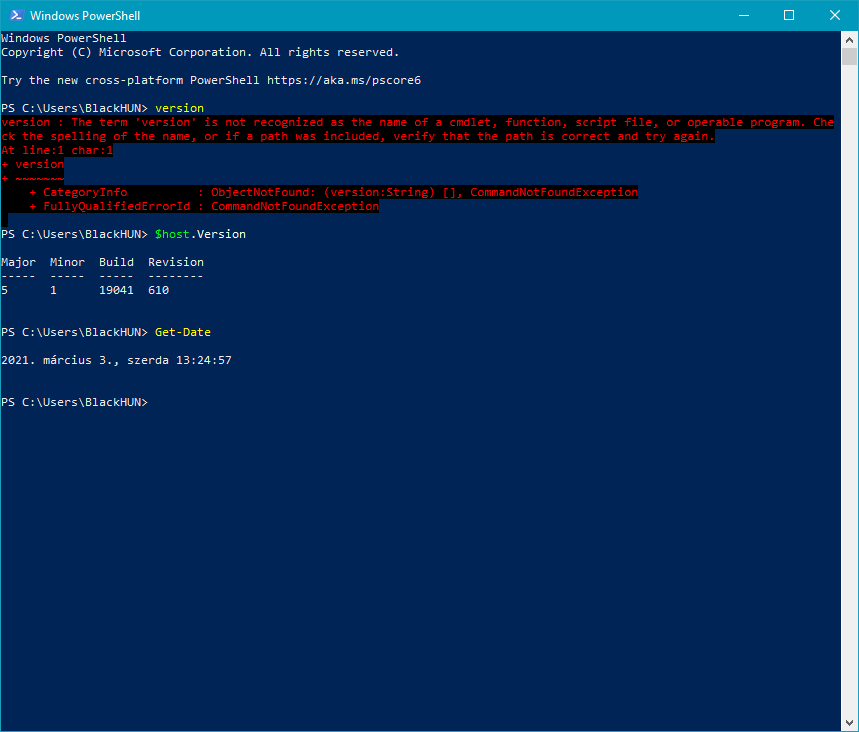 Windows PowerShell
Windows PowerShell
Copyright (C) Microsoft Corporation. All rights reserved.
Try the new cross-platform PowerShell https://aka.ms/pscore6
PS C:\Users\BlackHUN> version
version : The term 'version' is not recognized as the name of a cmdlet, function, script file, or operable program. Che
ck the spelling of the name, or if a path was included, verify that the path is correct and try again.
At line:1 char:1
+ version
+ ~~~~~~~
    + CategoryInfo          : ObjectNotFound: (version:String) [], CommandNotFoundException
    + FullyQualifiedErrorId : CommandNotFoundException
PS C:\Users\BlackHUN> $host.Version
Major  Minor  Build  Revision
-----  -----  -----  --------
5      1      19041  610
PS C:\Users\BlackHUN> Get-Date
2021. március 3., szerda 13:24:57
PS C:\Users\BlackHUN>